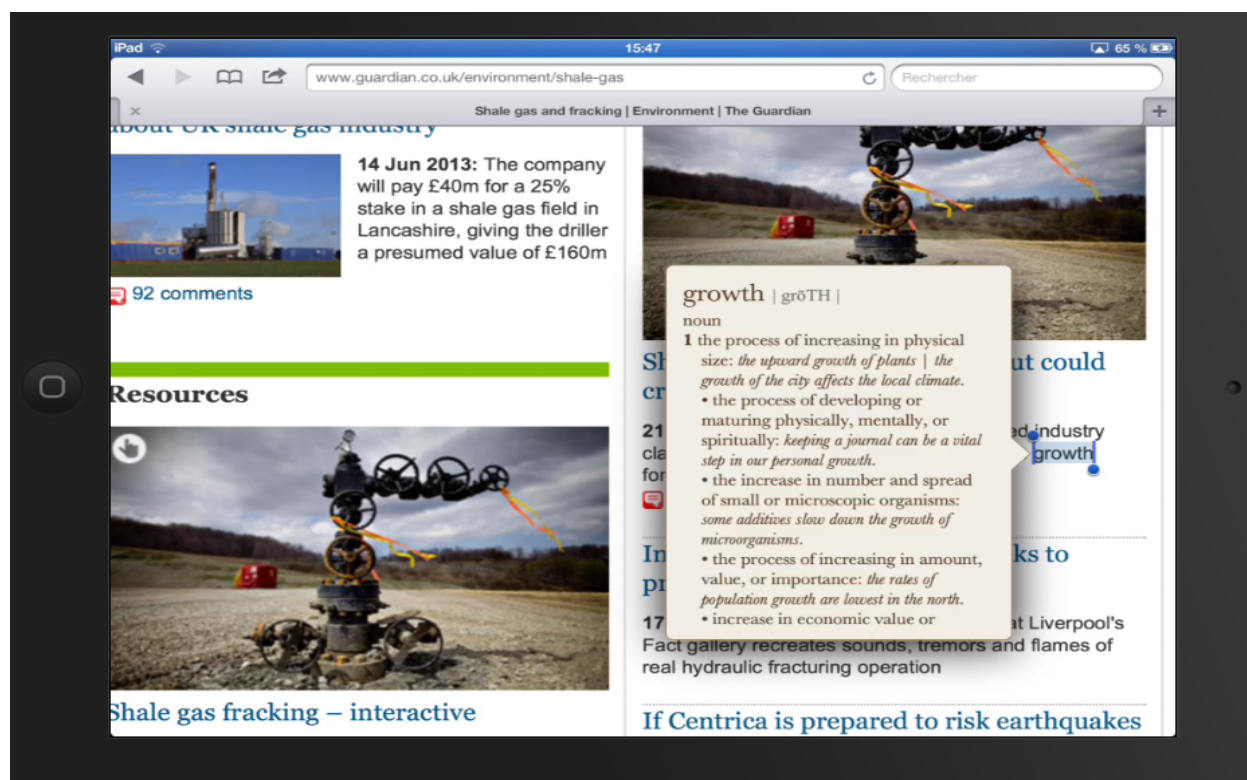 iPad
15:47
65 %
www.guardian.co.uk/environment/shale-gas
Rechercher
Shale gas and fracking | Environment | The Guardian
about UK shale gas industry
14 Jun 2013: The company
will pay £40m for a 25%
stake in a shale gas field in
Lancashire, giving the driller
a presumed value of £160m
92 comments
Resources
Shale gas fracking – interactive
growth | grōTH |
noun
1 the process of increasing in physical
size: the upward growth of plants | the
growth of the city affects the local climate.
• the process of developing or
maturing physically, mentally, or
spiritually: keeping a journal can be a vital
step in our personal growth.
• the increase in number and spread
of small or microscopic organisms:
some additives slow down the growth of
microorganisms.
• the process of increasing in amount,
value, or importance: the rates of
population growth are lowest in the north.
• increase in economic value or
ut could
21 industry
growth
for
ks to
17 at Liverpool's
Fact gallery recreates sounds, tremors and flames of
real hydraulic fracturing operation
If Centrica is prepared to risk earthquakes